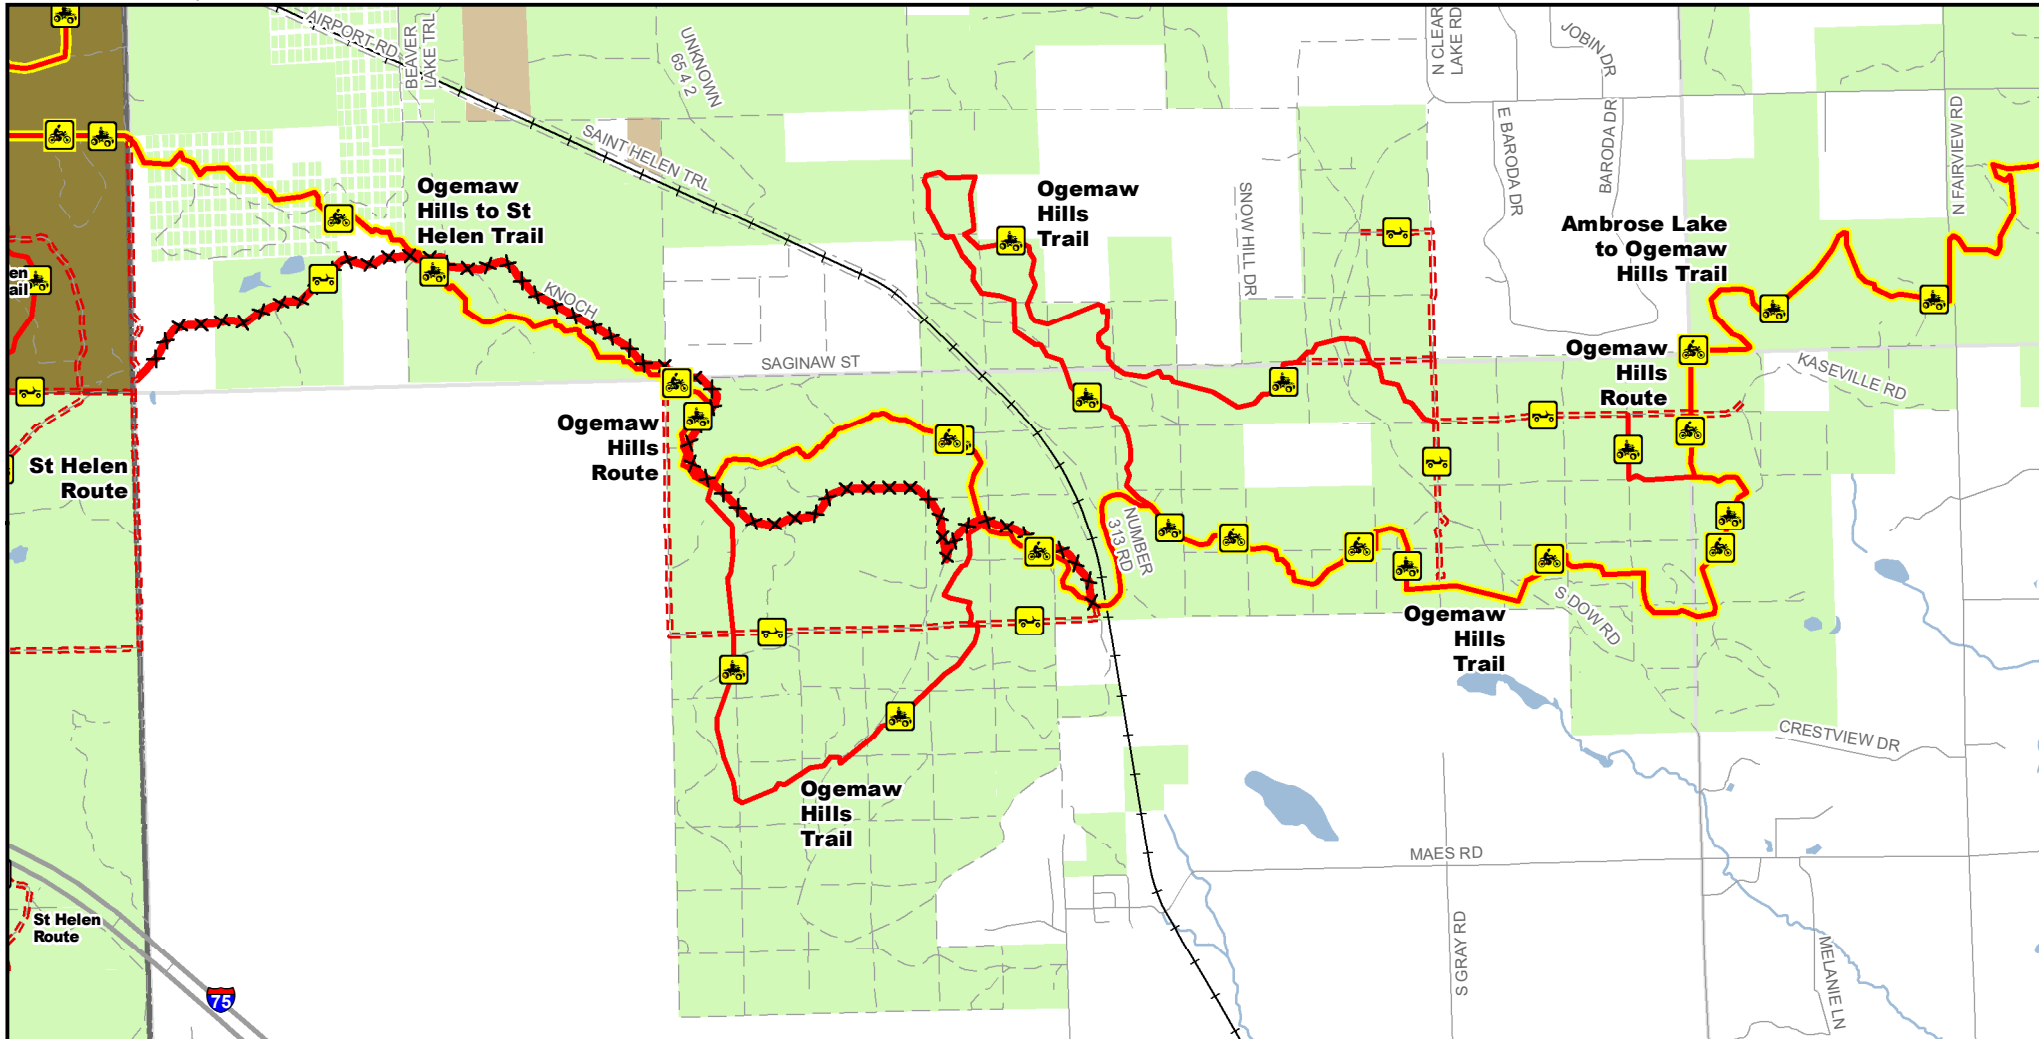 AIRPORT RD
BEAVER
LAKE TRL
UNKNOWN
65 4 2
SAINT HELEN TRL
N CLEAR
LAKE RD
JOBIN DR
E BARODA DR
BARODA DR
N FAIRVIEW RD
Ogemaw
Hills to St
Helen Trail
Ogemaw
Hills
Trail
SNOW HILL DR
Ambrose Lake
to Ogemaw
Hills Trail
en
ail
KNOCH
SAGINAW ST
Ogemaw
Hills
Route
KASEVILLE RD
Ogemaw
Hills
Route
St Helen
Route
NUMBER
313 RD
S DOW RD
Ogemaw
Hills
Trail
CRESTVIEW DR
Ogemaw
Hills
Trail
MAES RD
St Helen
Route
S GRAY RD
MELANIE LN
75